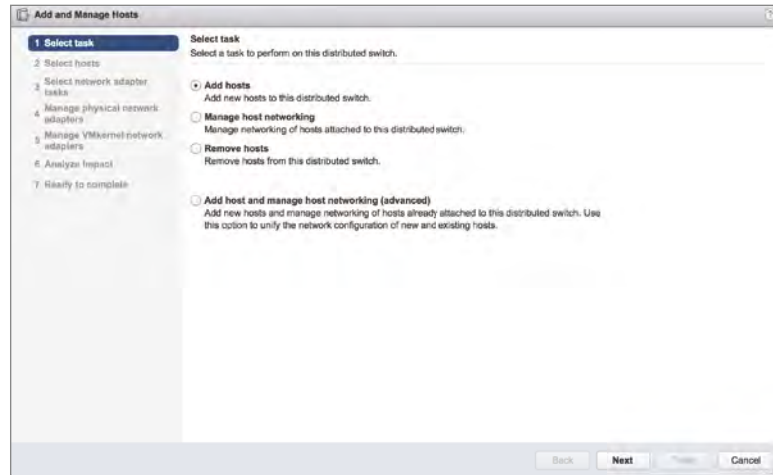 Add and Manage Hosts
1 Select task
2 Select hosts
3 Select network adapter
tasks
4 Manage physical network
adapters
5 Manage VMkernel network
adapters
6 Analyze impact
7 Ready to complete
Select task
Select a task to perform on this distributed switch.
Add hosts
Add new hosts to this distributed switch.
Manage host networking
Manage networking of hosts attached to this distributed switch.
Remove hosts
Remove hosts from this distributed switch.
Add host and manage host networking (advanced)
Add new hosts and manage networking of hosts already attached to this distributed switch. Use
this option to unify the network configuration of new and existing hosts.
Back Next Cancel